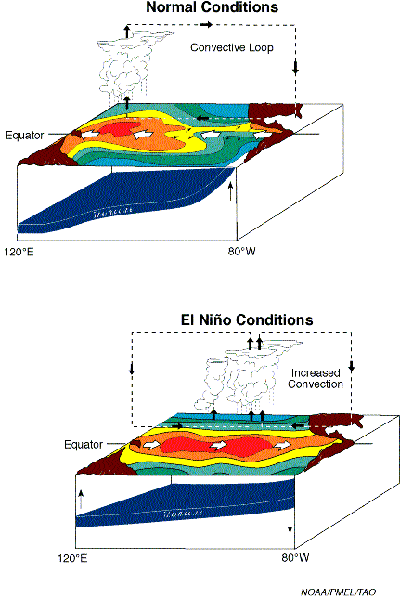 Normal Conditions
Convective Loop
Equator
120°E
80°W
El Niño Conditions
Increased
Convection
Equator
120°E
80°W
NOAA/PMEL/TAO